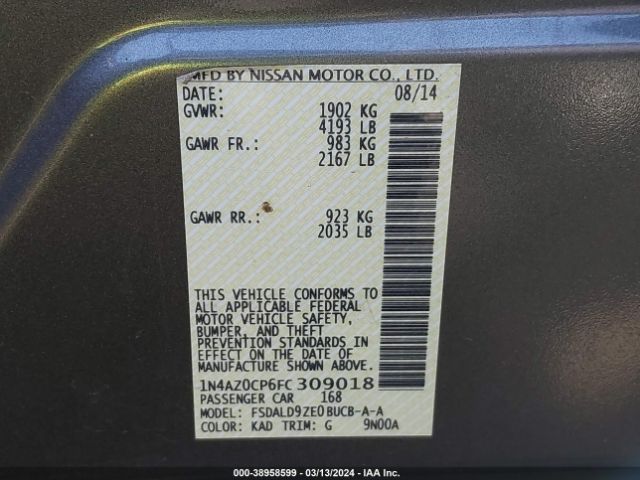 MFD BY NISSAN MOTOR CO., LTD.
DATE: 08/14
GVWR: 1902 KG
4193 LB
GAWR FR.: 983 KG
2167 LB
GAWR RR.: 923 KG
2035 LB
THIS VEHICLE CONFORMS TO
ALL APPLICABLE FEDERAL
MOTOR VEHICLE SAFETY,
BUMPER, AND THEFT
PREVENTION STANDARDS IN
EFFECT ON THE DATE OF
MANUFACTURE SHOWN ABOVE.
1N4AZ0CP6FC309018
PASSENGER CAR 168
MODEL: FSDALD9ZE0BUCB-A-A
COLOR: KAD TRIM: G 9N00A
000-38958599 - 03/13/2024 - IAA Inc.